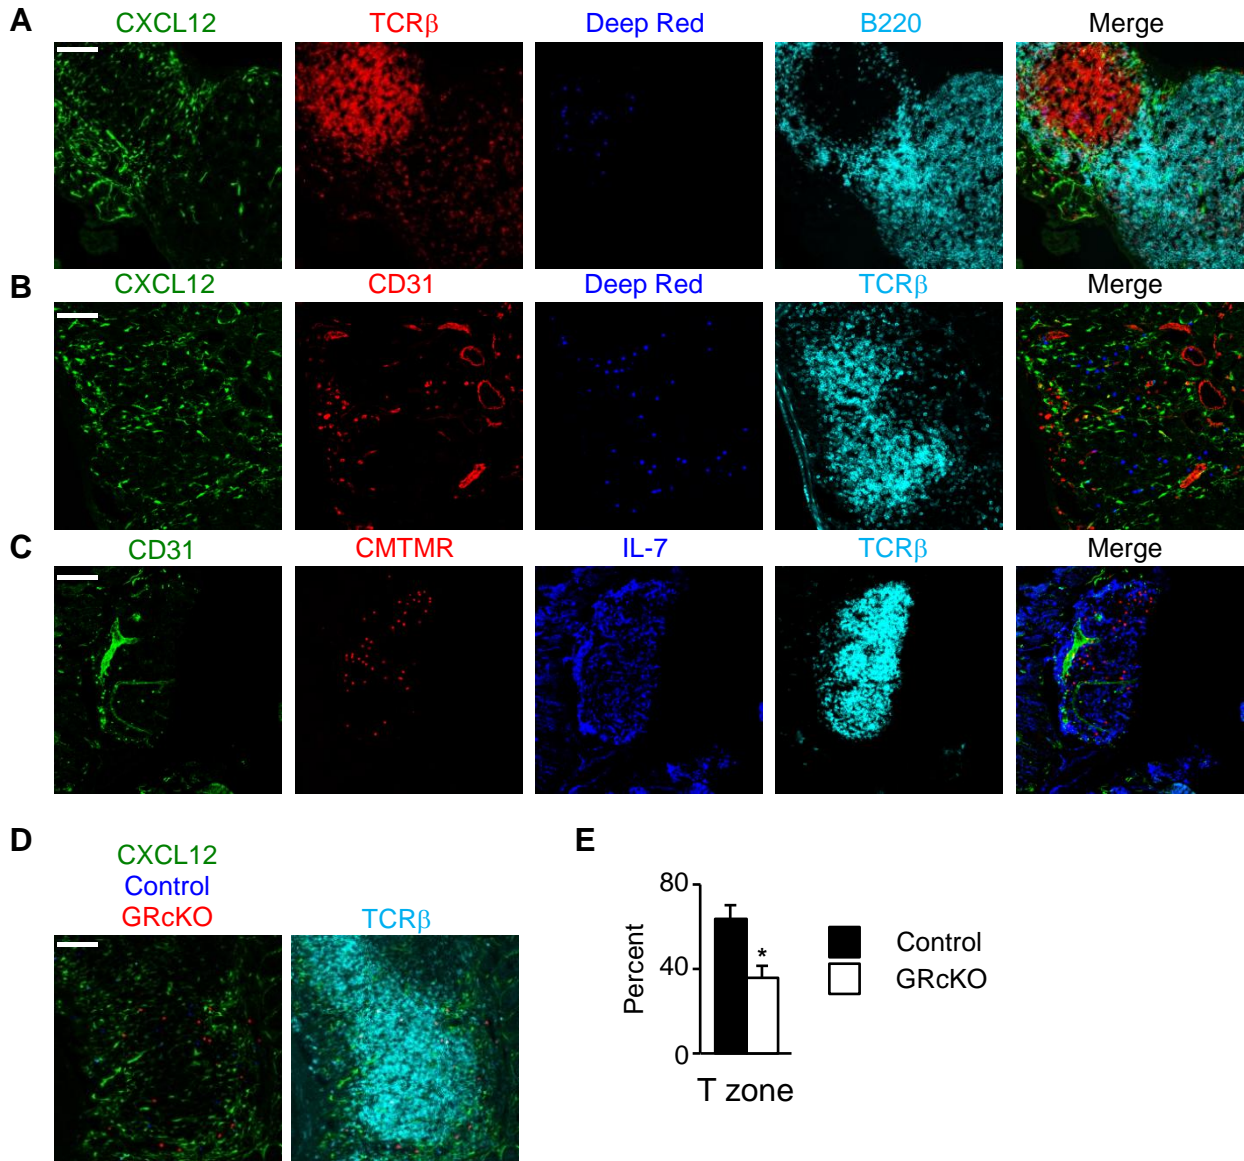 A
CXCL12 TCRβ Deep Red B220 Merge
B
CXCL12 CD31 Deep Red TCRβ Merge
C
CD31 CMTMR IL-7 TCRβ Merge
D
CXCL12
Control
GRcKO TCRβ
E
80
40
0
Percent
*
T zone
Control
GRcKO